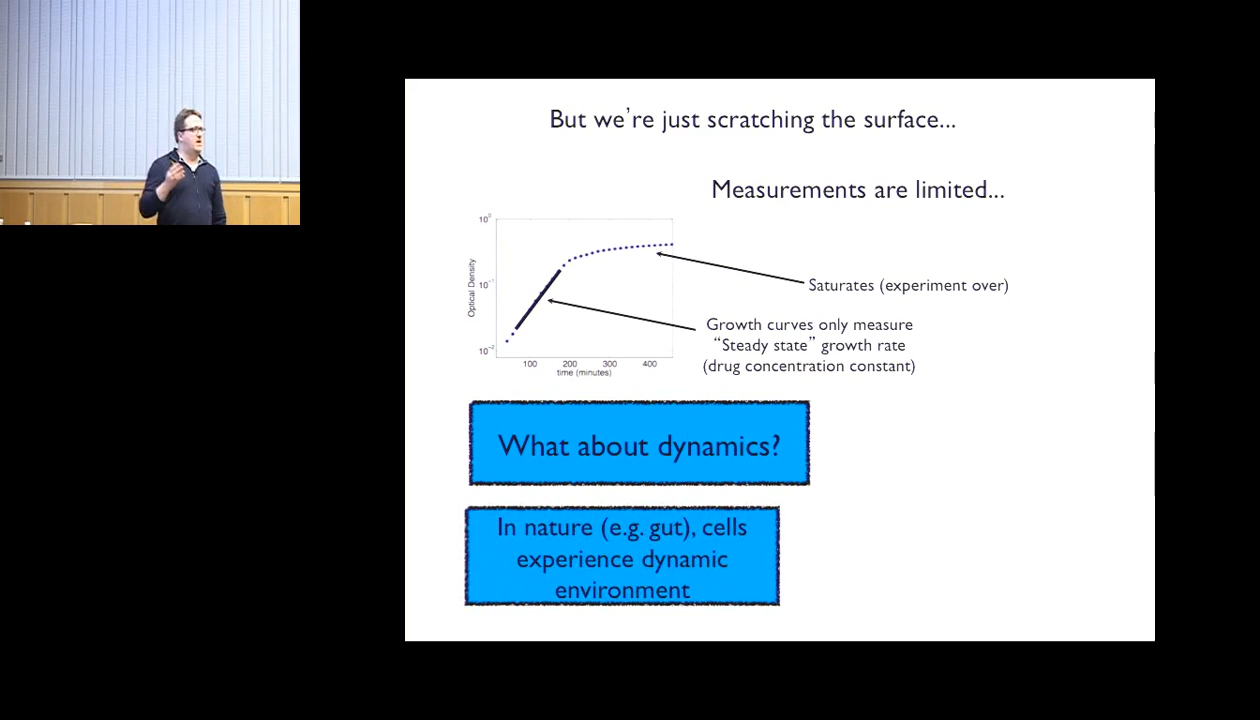 But we're just scratching the surface...
Measurements are limited...
10⁰
10⁻¹
10⁻²
Optical Density
100 200 300 400
time (minutes)
Saturates (experiment over)
Growth curves only measure
“Steady state” growth rate
(drug concentration constant)
What about dynamics?
In nature (e.g. gut), cells
experience dynamic
environment